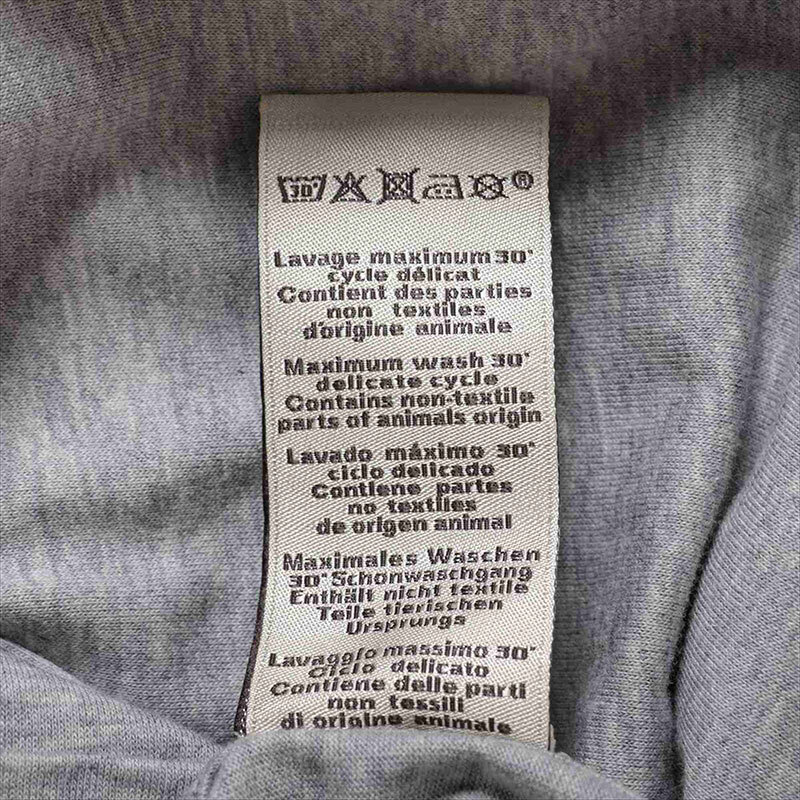 30°
®
Lavage maximum 30°
cycle délicat
Contient des parties
non textiles
d'origine animale
Maximum wash 30°
delicate cycle
Contains non-textile
parts of animals origin
Lavado máximo 30°
ciclo delicado
Contiene partes
no textiles
de origen animal
Maximales Waschen
30° Schonwaschgang
Enthält nicht textile
Teile tierischen
Ursprungs
Lavaggio massimo 30°
Ciclo delicato
Contiene delle parti
non tessili
di origine animale